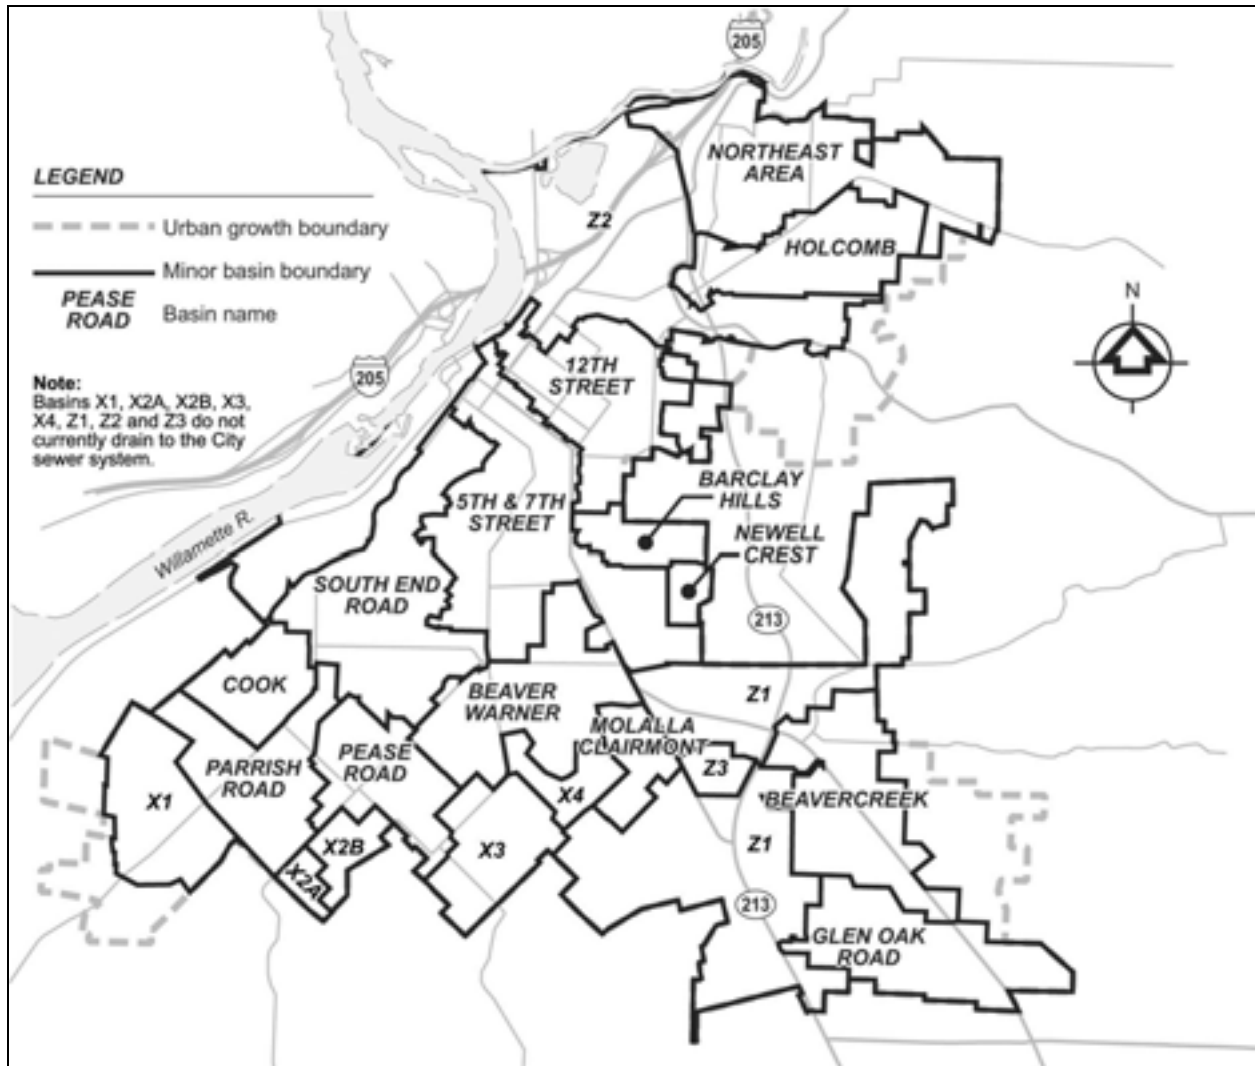 205
LEGEND
Urban growth boundary
Minor basin boundary
PEASE
ROAD
Basin name
Note:
Basins X1, X2A, X2B, X3,
X4, Z1, Z2 and Z3 do not
currently drain to the City
sewer system.
205
Willamette R.
NORTHEAST
AREA
Z2
HOLCOMB
N
12TH
STREET
BARCLAY
HILLS
5TH & 7TH
STREET
NEWELL
CREST
SOUTH END
ROAD
213
COOK
BEAVER
WARNER
Z1
MOLALLA
CLAIRMONT
PEASE
ROAD
PARRISH
ROAD
Z3
X1
X4
BEAVERCREEK
X2B
X3
Z1
X2A
213
GLEN OAK
ROAD